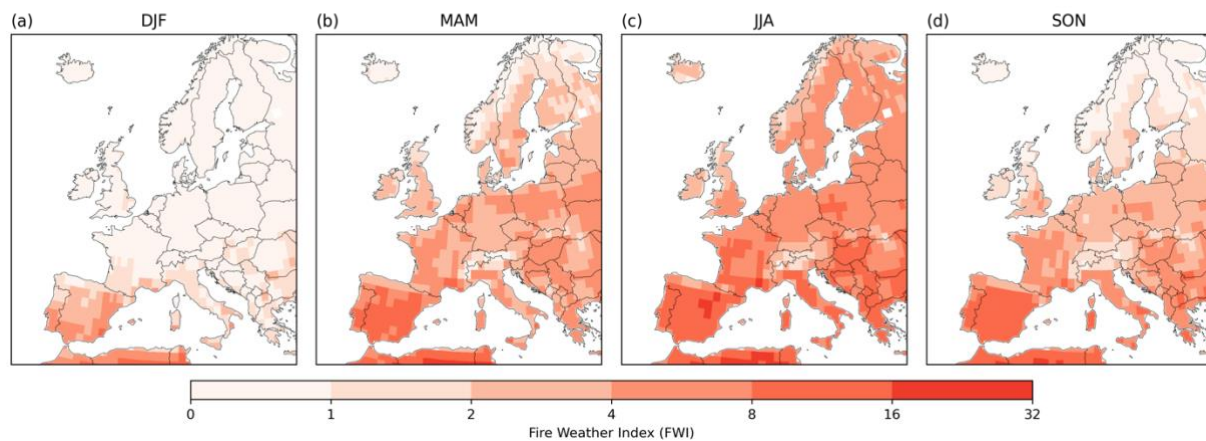 (a) DJF (b) MAM (c) JJA (d) SON
0 1 2 4 8 16 32
Fire Weather Index (FWI)